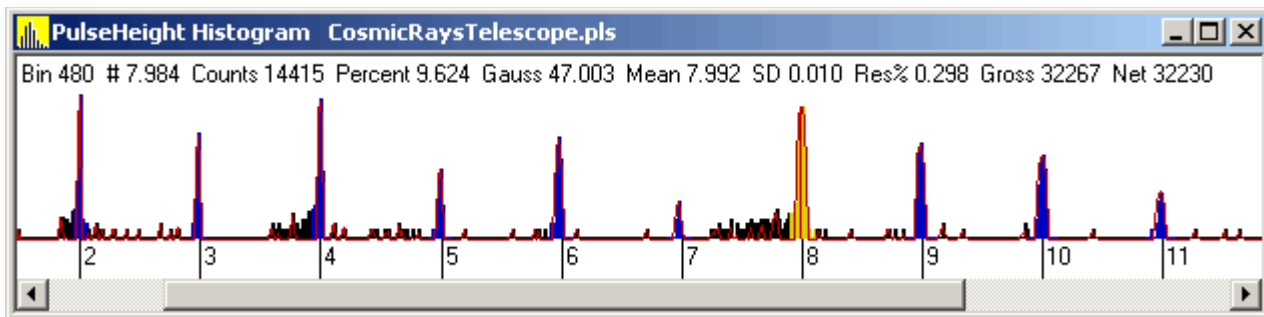 PulseHeight Histogram CosmicRaysTelescope.pls
Bin 480 # 7.984 Counts 14415 Percent 9.624 Gauss 47.003 Mean 7.992 SD 0.010 Res% 0.298 Gross 32267 Net 32230
2 3 4 5 6 7 8 9 10 11